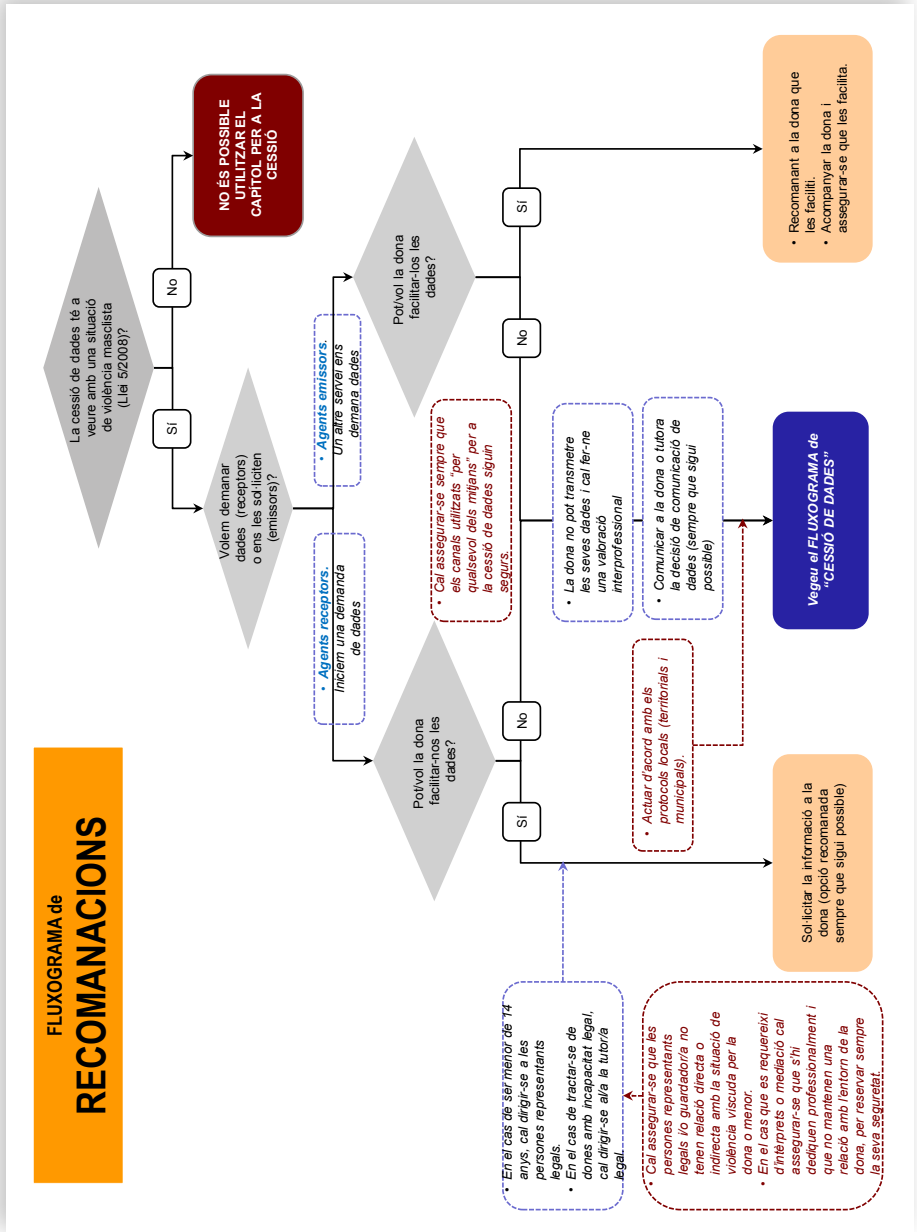 FLUXOGRAMA de
RECOMANACIONS
La cessió de dades té a
veure amb una situació
de violència masclista
(Llei 5/2008)?
No
NO ÉS POSSIBLE
UTILITZAR EL
CAPÍTOL PER A LA
CESSIÓ
Sí
Volem demanar
dades (receptors)
o ens les sol·liciten
(emissors)?
• Agents receptors.
Iniciem una demanda
de dades
• Agents emissors.
Un altre servei ens
demana dades
Pot/vol la dona
facilitar-nos les
dades?
• Cal assegurar-se sempre que
els canals utilitzats “per
qualsevol dels mitjans” per a
la cessió de dades siguin
segurs.
Pot/vol la dona
facilitar-los les
dades?
Sí
No
No
Sí
• En el cas de ser menor de 14
anys, cal dirigir-se a les
persones representants
legals.
• En el cas de tractar-se de
dones amb incapacitat legal,
cal dirigir-se al/a la tutor/a
legal.
• La dona no pot transmetre
les seves dades i cal fer-ne
una valoració
interprofessional
• Comunicar a la dona o tutora
la decisió de comunicació de
dades (sempre que sigui
possible)
• Actuar d’acord amb els
protocols locals (territorials i
municipals).
• Cal assegurar-se que les
persones representants
legals i/o guardador/a no
tenen relació directa o
indirecta amb la situació de
violència viscuda per la
dona o menor.
• En el cas que es requereixi
d’intèrprets o mediació cal
assegurar-se que s’hi
dediquen professionalment i
que no mantenen una
relació amb l’entorn de la
dona, per reservar sempre
la seva seguretat.
Sol·licitar la informació a la
dona (opció recomanada
sempre que sigui possible)
Vegeu el FLUXOGRAMA de
“CESSIÓ DE DADES”
• Recomanant a la dona que
les faciliti.
• Acompanyar la dona i
assegurar-se que les facilita.